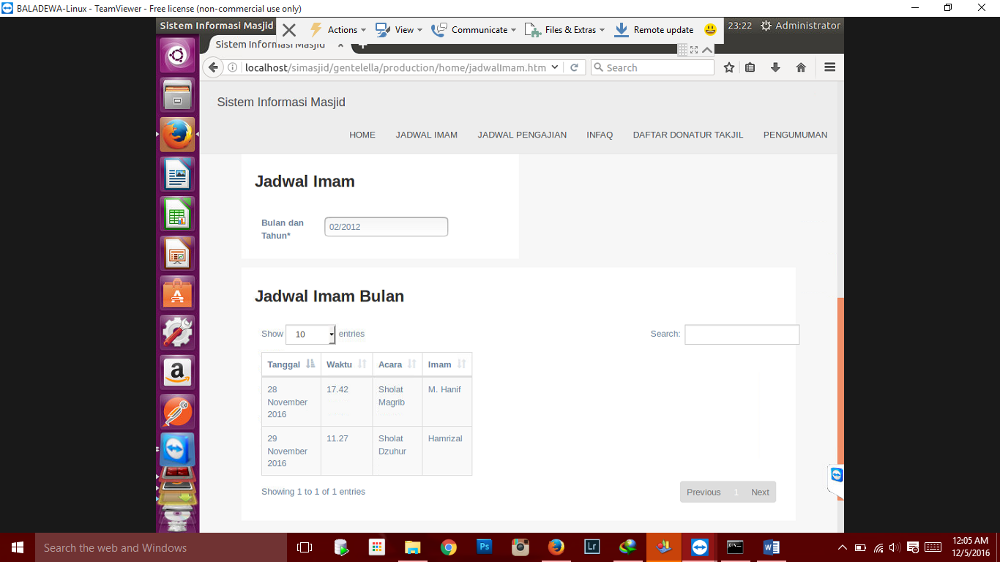 BALADEWA-Linux - TeamViewer - Free license (non-commercial use only)
Sistem Informasi Masjid
Actions View Communicate Files & Extras Remote update
23:22 Administrator
Sistem Informasi Masjid
localhost/simasjid/gentelella/production/home/jadwalImam.htm
Search
Sistem Informasi Masjid
HOME JADWAL IMAM JADWAL PENGAJIAN INFAQ DAFTAR DONATUR TAKJIL PENGUMUMAN
Jadwal Imam
Bulan dan
Tahun*
02/2012
Jadwal Imam Bulan
Show 10 entries
Search:
Tanggal Waktu Acara Imam
28
November
2016
17.42
Sholat
Magrib
M. Hanif
29
November
2016
11.27
Sholat
Dzuhur
Hamrizal
Showing 1 to 1 of 1 entries
Previous 1 Next
Search the web and Windows
Ps
Lr
12:05 AM
12/5/2016